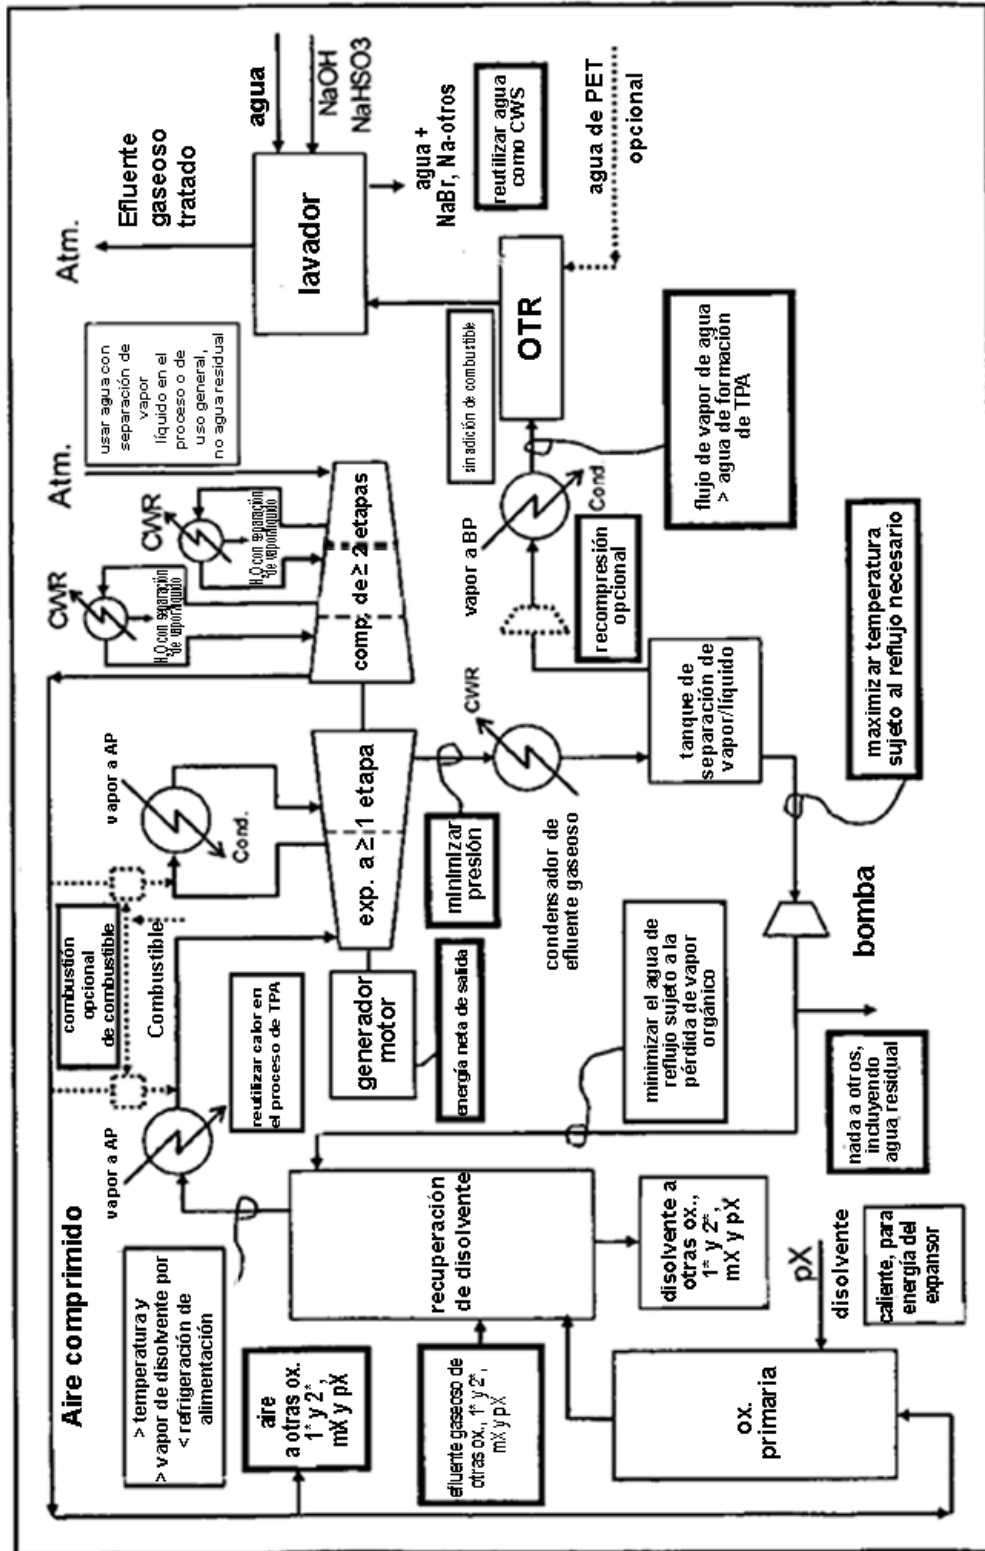 Aire comprimido
> temperatura y
> vapor de disolvente por
< refrigeración de
alimentación
aire
a otras ox.
1ª y 2ª,
mX y pX
efluente gaseoso de
otras ox., 1ª y 2ª,
mX y pX
ox.
primaria
pX
disolvente
caliente, para
energía del
expansor
recuperación
de disolvente
disolvente a
otras ox.,
1ª y 2ª,
mX y pX
nada a otros,
incluyendo
agua residual
vapor a AP
reutilizar calor en
el proceso de TPA
combustión
opcional
de combustible
Combustible
vapor a AP
Cond.
generador
motor
energía neta de salida
exp. a ≥ 1 etapa
minimizar
presión
minimizar el agua de
reflujo sujeto a la
pérdida de vapor
orgánico
condensador de
efluente gaseoso
CWR
bomba
tanque de
separación de
vapor/líquido
maximizar temperatura
sujeto al reflujo necesario
recompresión
opcional
comp. de ≥ 2 etapas
CWR
H₂O con separación
de vapor/líquido
CWR
H₂O con separación
de vapor/líquido
Atm.
usar agua con
separación de
vapor
líquido en el
proceso o de
uso general,
no agua residual
vapor a BP
Cond.
flujo de vapor de agua
> agua de formación
de TPA
sin adición de combustible
OTR
agua de PET
opcional
lavador
Atm.
Efluente
gaseoso
tratado
agua
NaOH
NaHSO3
agua +
NaBr, Na-otros
reutilizar agua
como CWS